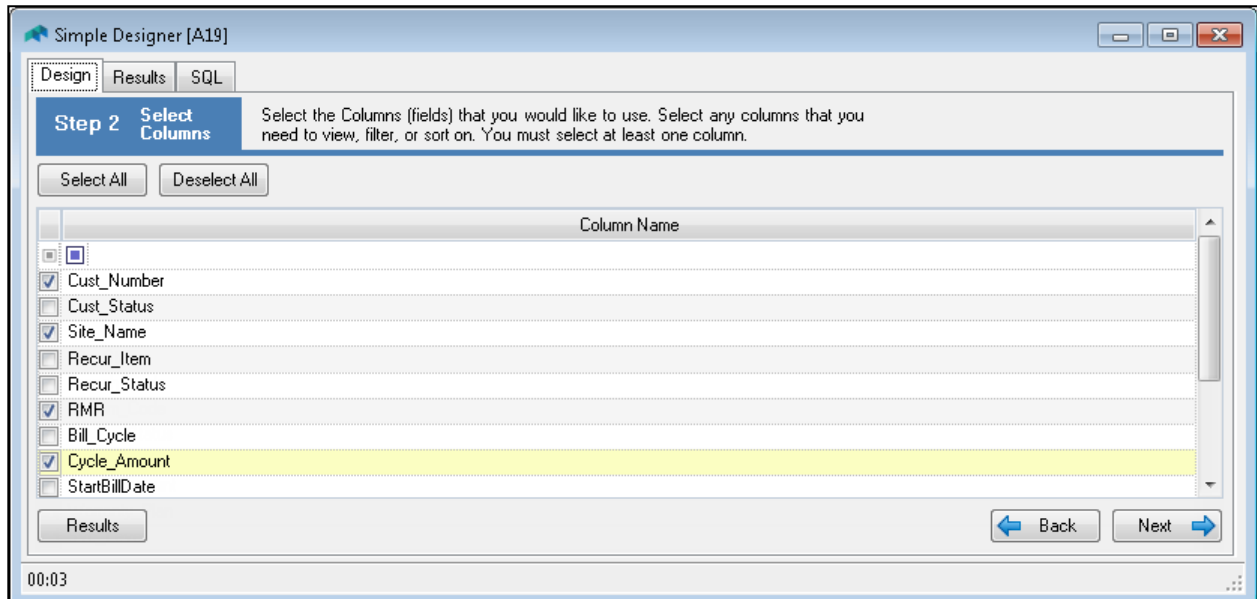 Simple Designer [A19]
Design Results SQL
Step 2 Select Columns
Select the Columns (fields) that you would like to use. Select any columns that you
need to view, filter, or sort on. You must select at least one column.
Select All Deselect All
Column Name
Cust_Number
Cust_Status
Site_Name
Recur_Item
Recur_Status
RMR
Bill_Cycle
Cycle_Amount
StartBillDate
Results Back Next
00:03